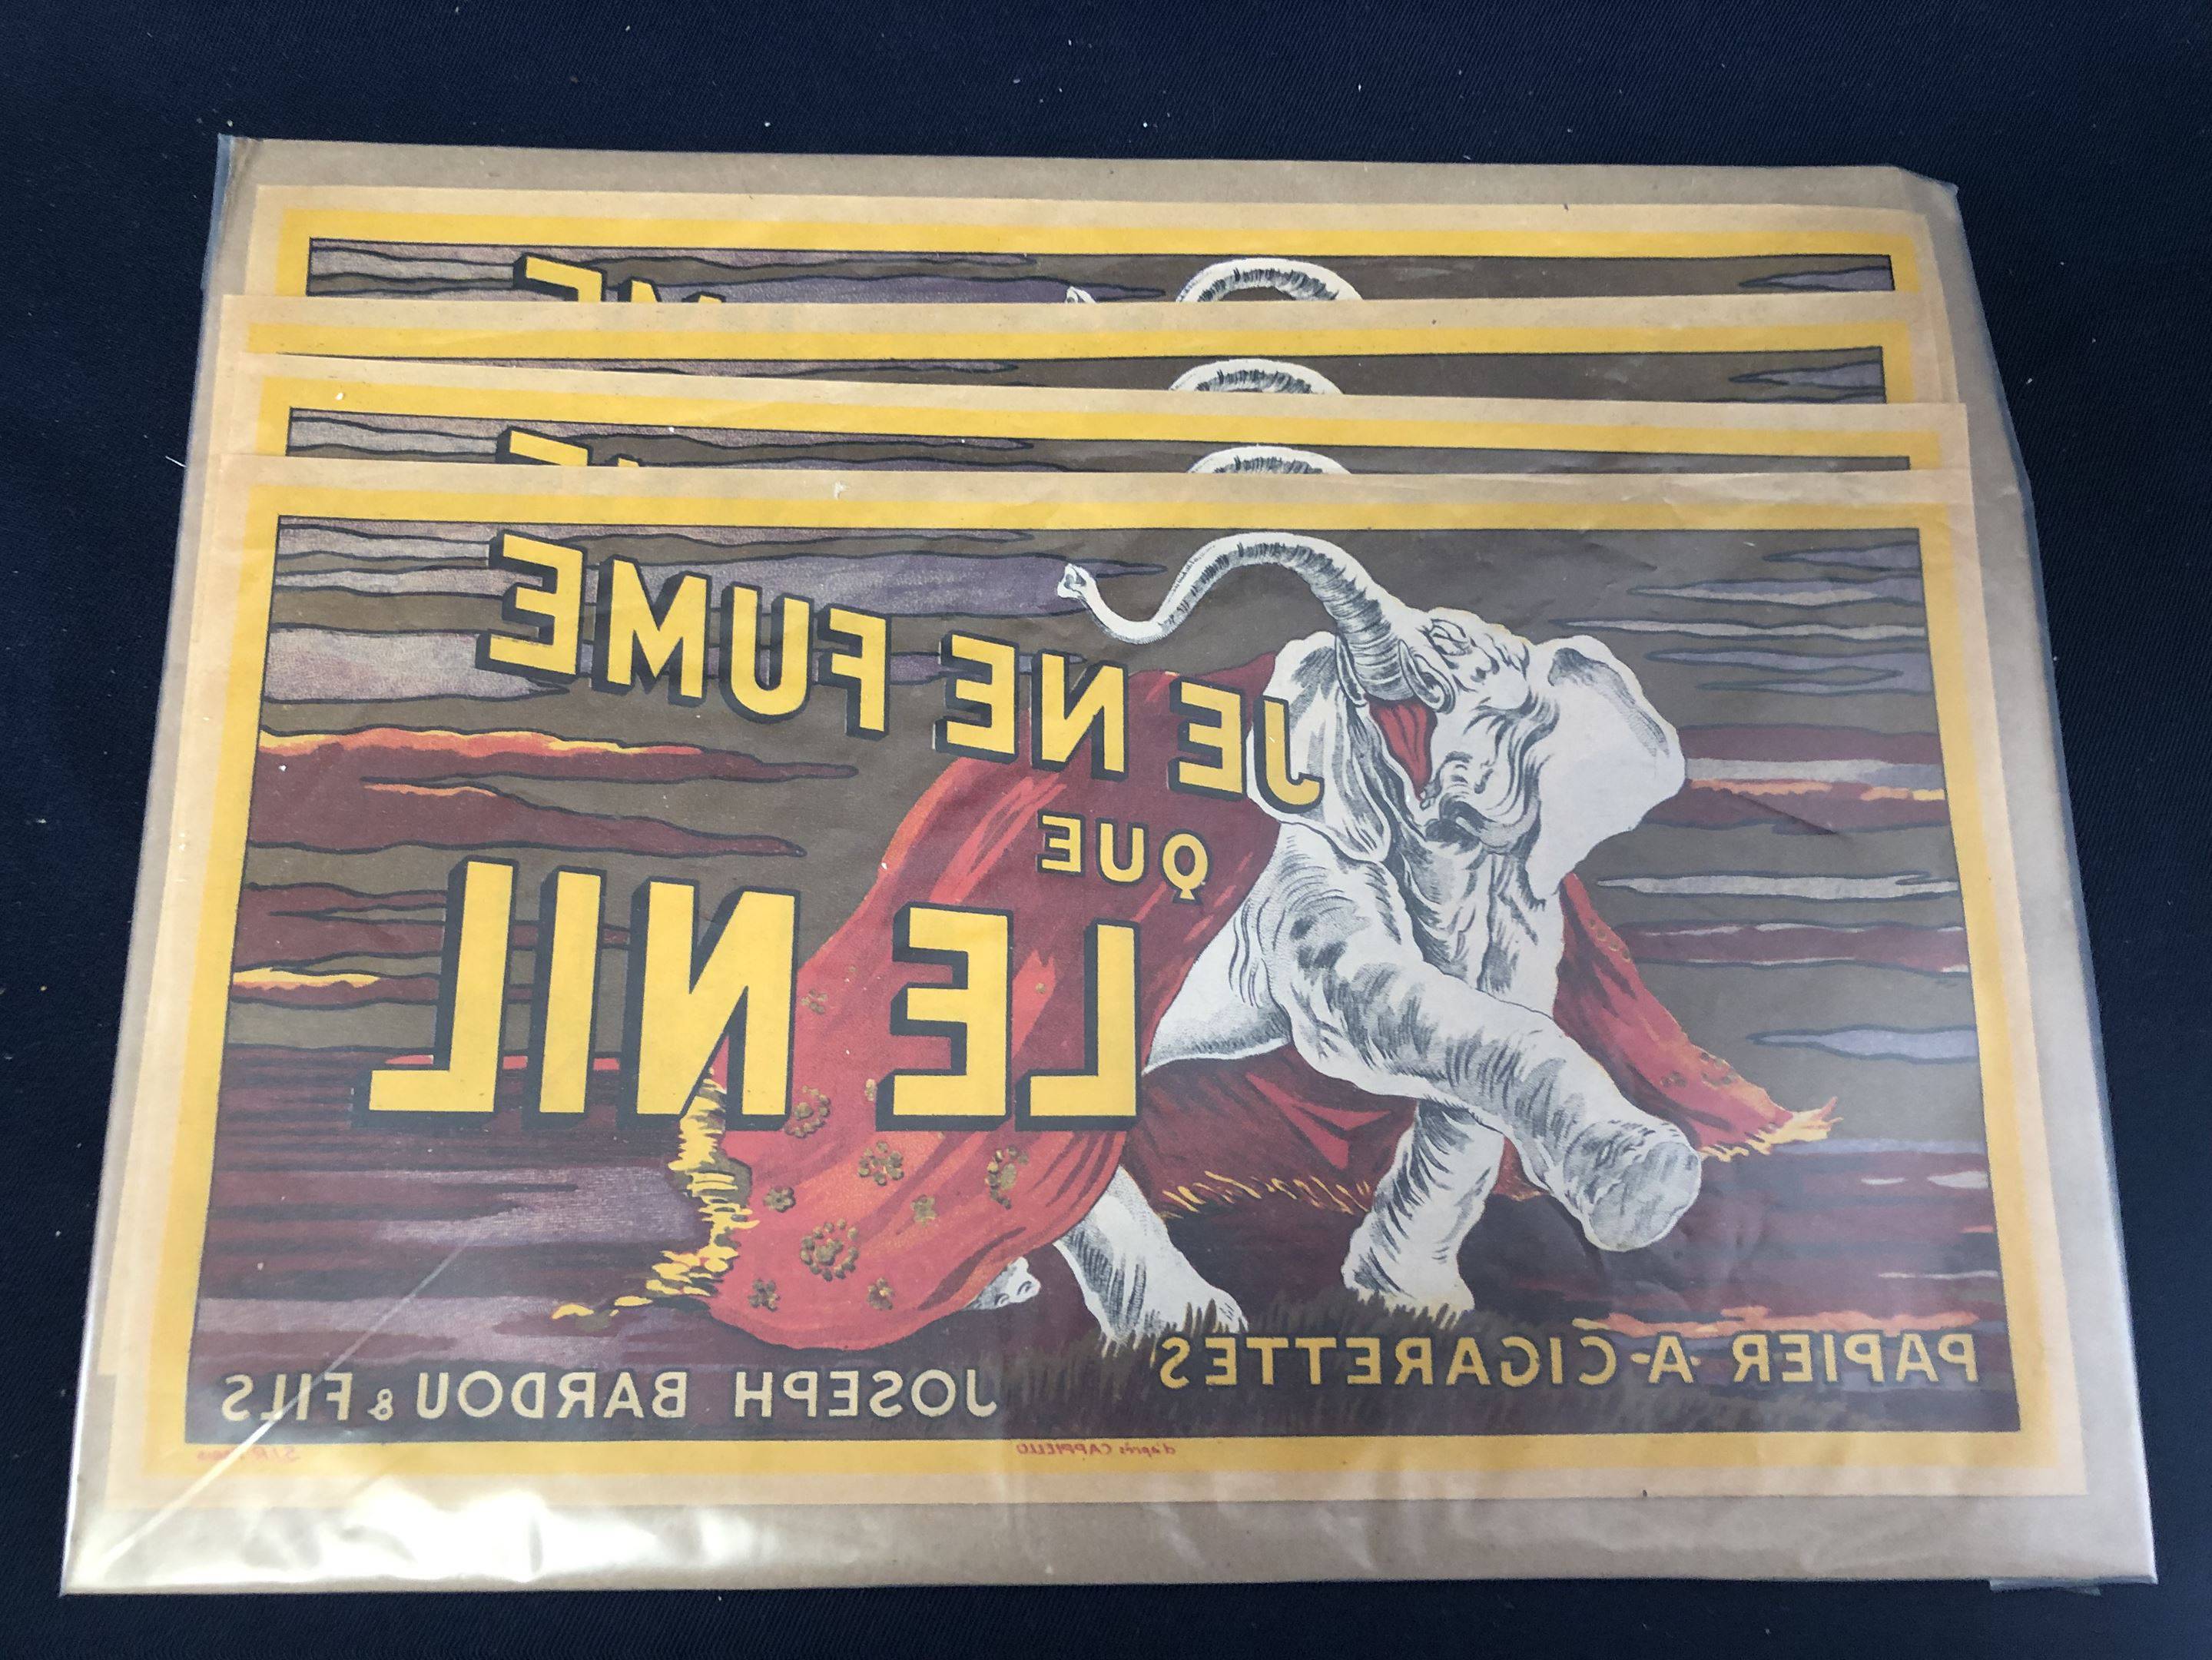 JE NE FUME
QUE
LE NIL
PAPIER-A-CIGARETTES
JOSEPH BARDOU & FILS
d'après CAPPIELLO